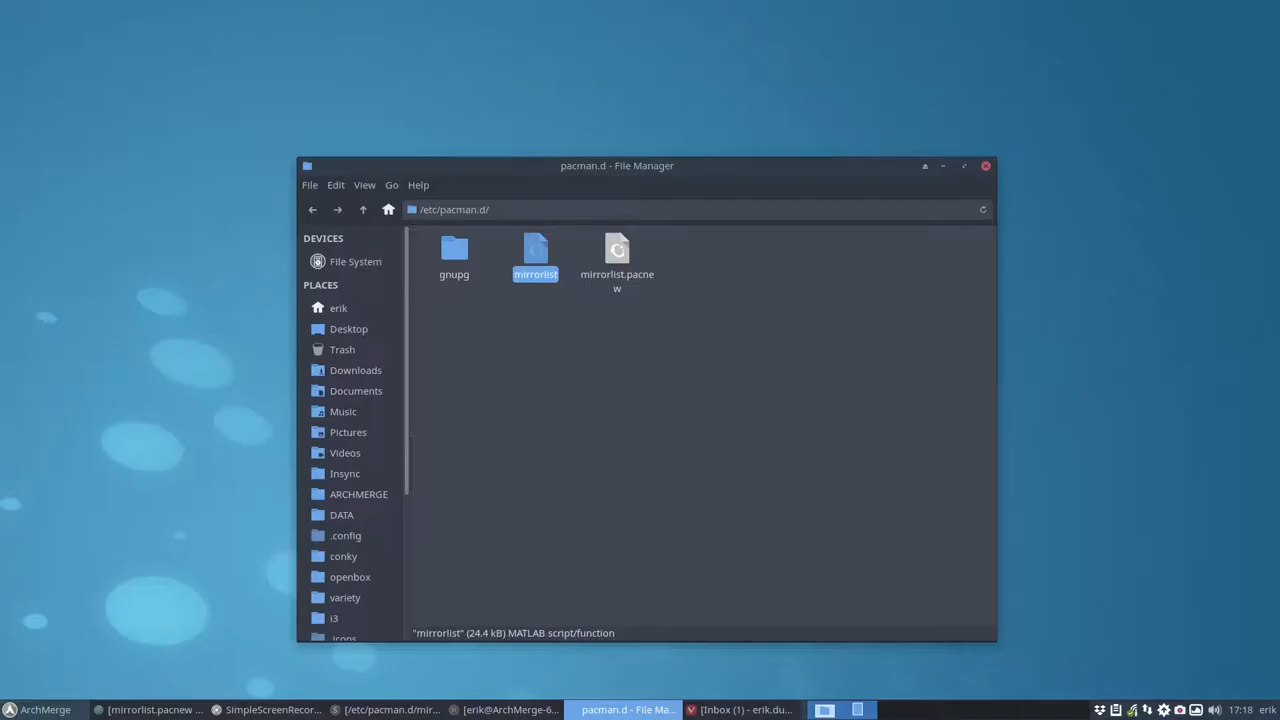 pacman.d - File Manager
File Edit View Go Help
/etc/pacman.d/
DEVICES
File System
PLACES
erik
Desktop
Trash
Downloads
Documents
Music
Pictures
Videos
Insync
ARCHMERGE
DATA
.config
conky
openbox
variety
i3
.icons
gnupg
mirrorlist
mirrorlist.pacne
w
"mirrorlist" (24.4 kB) MATLAB script/function
ArchMerge
[mirrorlist.pacnew ...
SimpleScreenRecor...
[/etc/pacman.d/mir...
[erik@ArchMerge-6...
pacman.d - File Ma...
[Inbox (1) - erik.du...
17:18 erik